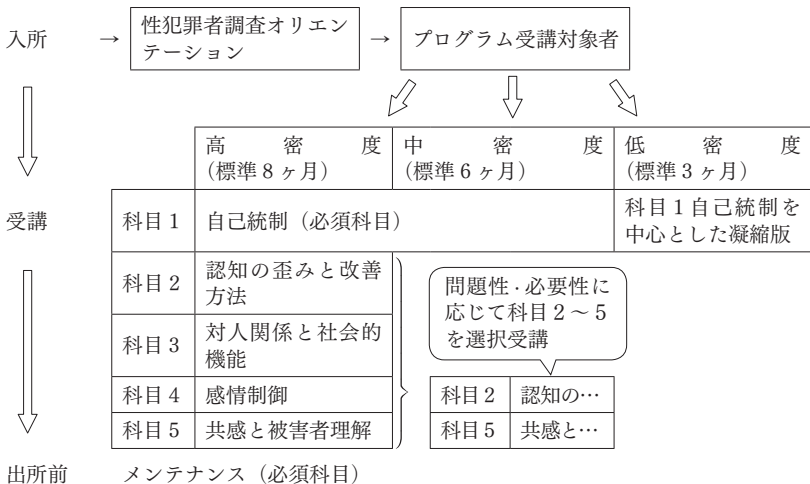 入所 → 性犯罪者調査オリエン
テーション → プログラム受講対象者
高密度
(標準8ヶ月)
中密度
(標準6ヶ月)
低密度
(標準3ヶ月)
受講
科目1 自己統制(必須科目)
科目1自己統制を
中心とした凝縮版
科目2 認知の歪みと改善
方法
科目3 対人関係と社会的
機能
科目4 感情制御
科目5 共感と被害者理解
問題性・必要性に
応じて科目2〜5
を選択受講
科目2 認知の…
科目5 共感と…
出所前 メンテナンス(必須科目)